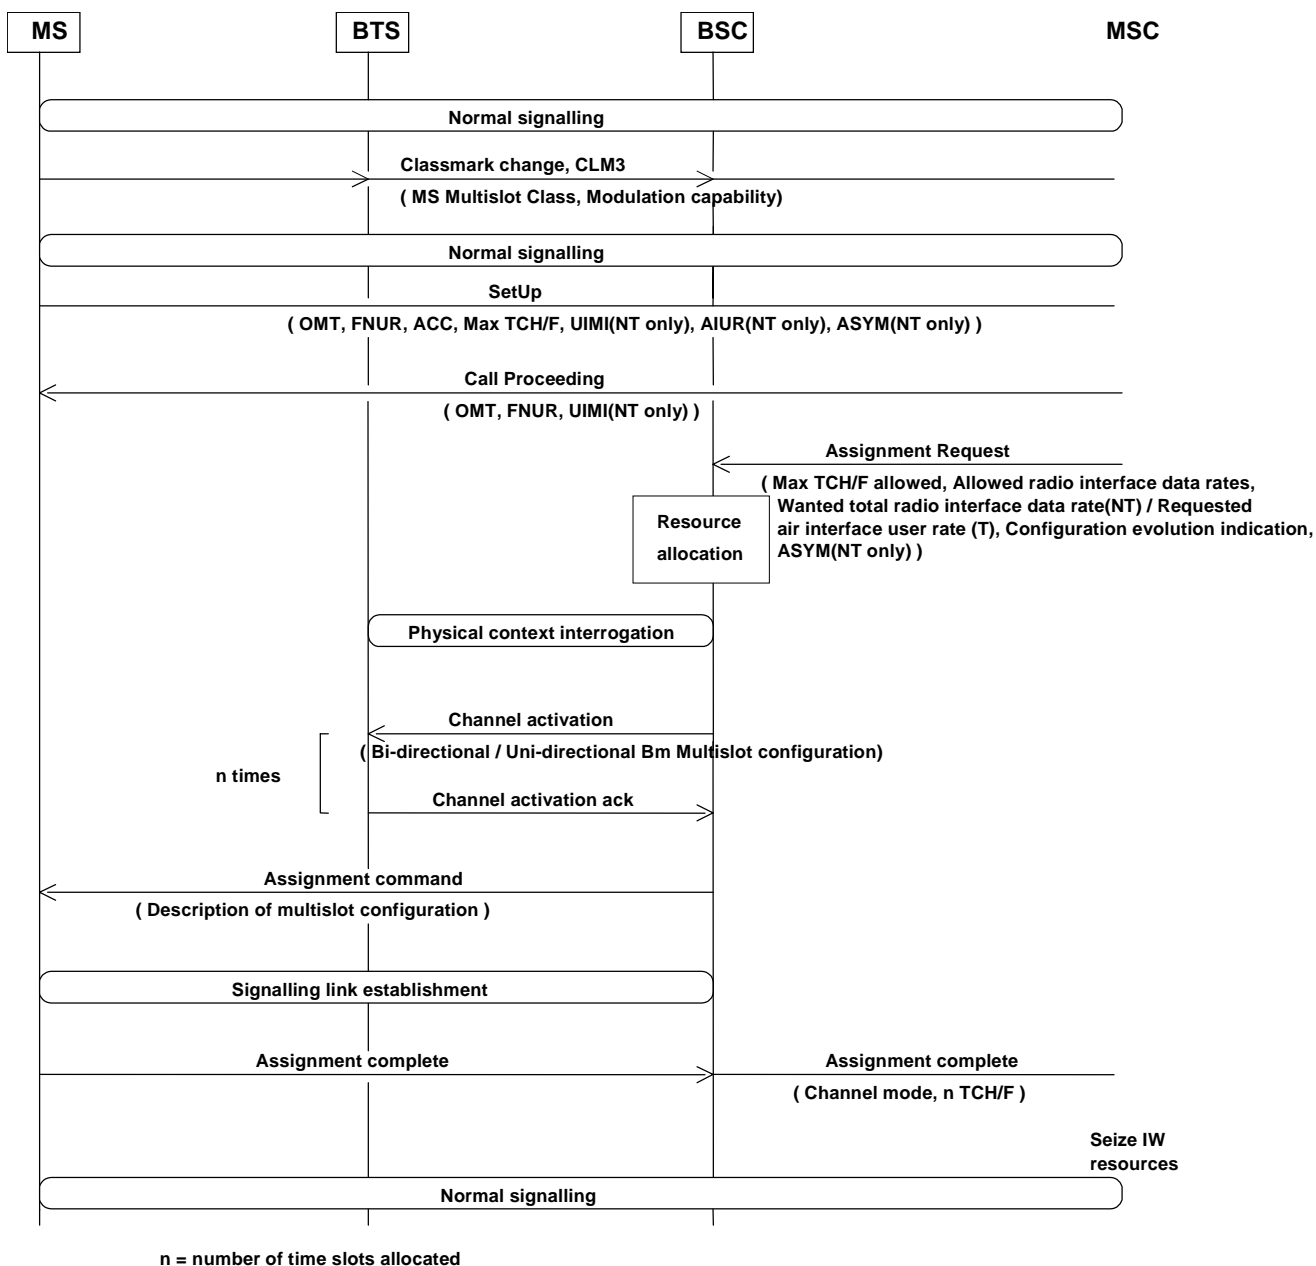 MS BTS BSC MSC
Normal signalling
Classmark change, CLM3
( MS Multislot Class, Modulation capability)
Normal signalling
SetUp
( OMT, FNUR, ACC, Max TCH/F, UIMI(NT only), AIUR(NT only), ASYM(NT only) )
Call Proceeding
( OMT, FNUR, UIMI(NT only) )
Assignment Request
( Max TCH/F allowed, Allowed radio interface data rates,
Wanted total radio interface data rate(NT) / Requested
air interface user rate (T), Configuration evolution indication,
ASYM(NT only) )
Resource
allocation
Physical context interrogation
Channel activation
( Bi-directional / Uni-directional Bm Multislot configuration)
n times
Channel activation ack
Assignment command
( Description of multislot configuration )
Signalling link establishment
Assignment complete Assignment complete
( Channel mode, n TCH/F )
Seize IW
resources
Normal signalling
n = number of time slots allocated